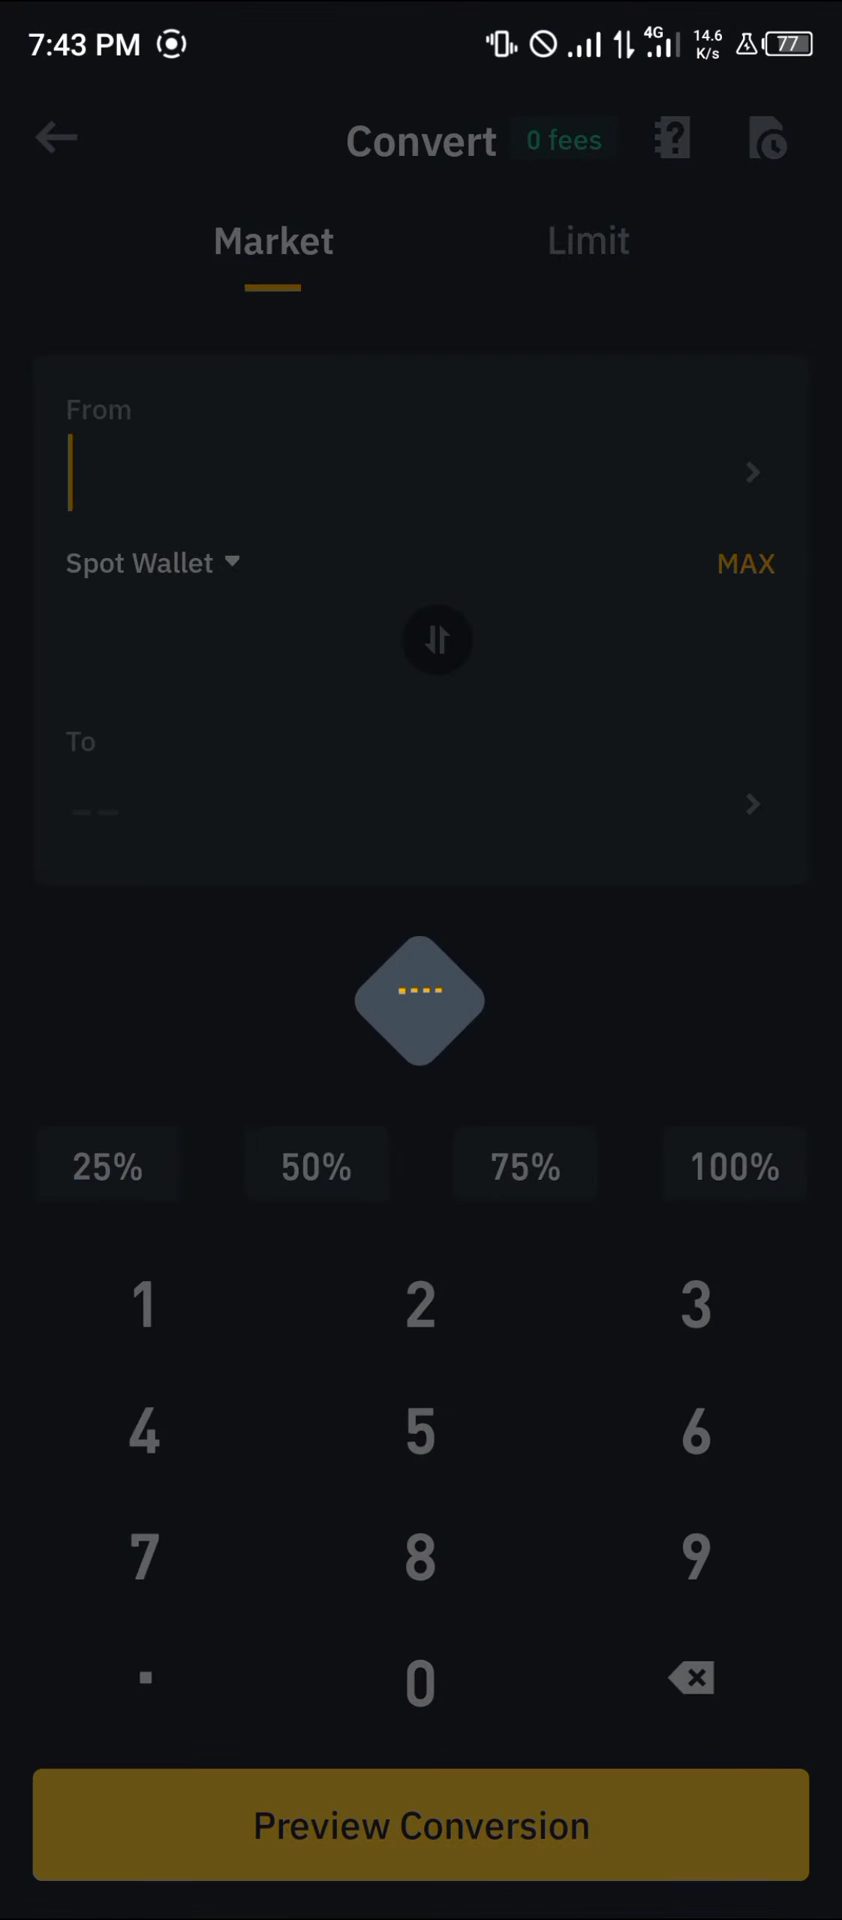 7:43 PM 4G 14.6 K/s 77
Convert 0 fees
Market Limit
From
Spot Wallet MAX
To
25% 50% 75% 100%
1 2 3
4 5 6
7 8 9
. 0
Preview Conversion